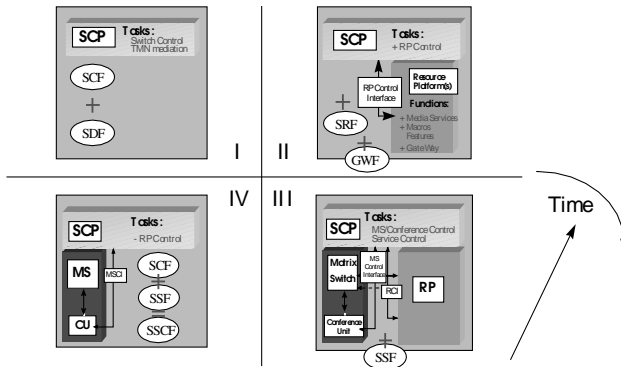 SCP
Tasks:
Switch Control
TMN mediation
SCF
+
SDF
I
SCP
Tasks:
+ RP Control
RP Control
Interface
Resource
Platform(s)
Functions:
+ Media Services
+ Macros
Features
+ GateWay
+
SRF
+
GWF
II
IV
SCP
Tasks:
- RP Control
MS
MSCI
CU
SCF
+
SSF
=
SSCF
III
SCP
Tasks:
MS/Conference Control
Service Control
Matrix
Switch
MS
Control
Interface
RCI
RP
Conference
Unit
+
SSF
Time